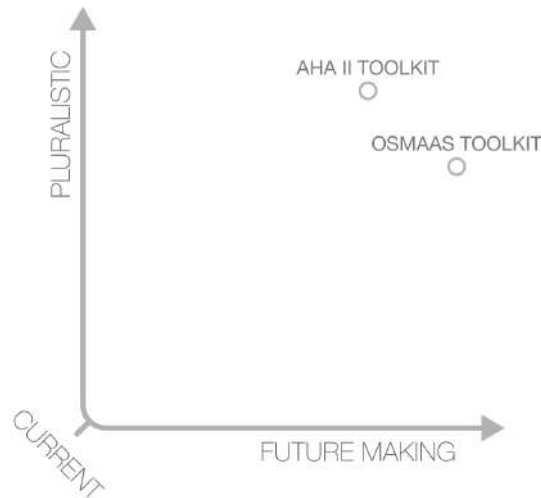 PLURALISTIC
AHA II TOOLKIT
OSMAAS TOOLKIT
CURRENT
FUTURE MAKING